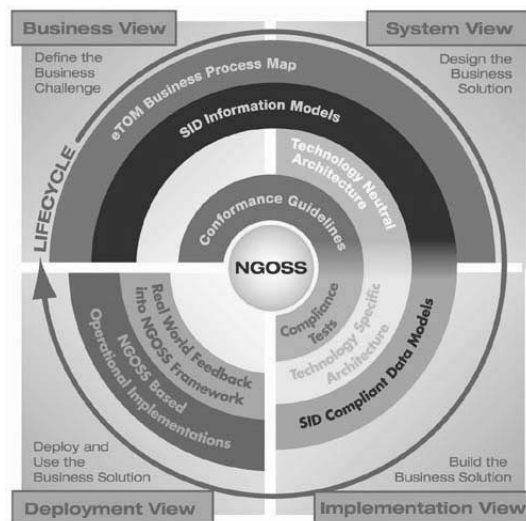 Business View
System View
Define the
Business
Challenge
Design the
Business
Solution
LIFECYCLE
eTOM Business Process Map
SID Information Models
Technology Neutral
Architecture
Conformance Guidelines
NGOSS
Compliance
Tests
Technology Specific
Architecture
SID Compliant Data Models
Real World Feedback
into NGOSS Framework
NGOSS Based
Operational Implementations
Deploy and
Use the
Business Solution
Build the
Business Solution
Deployment View
Implementation View